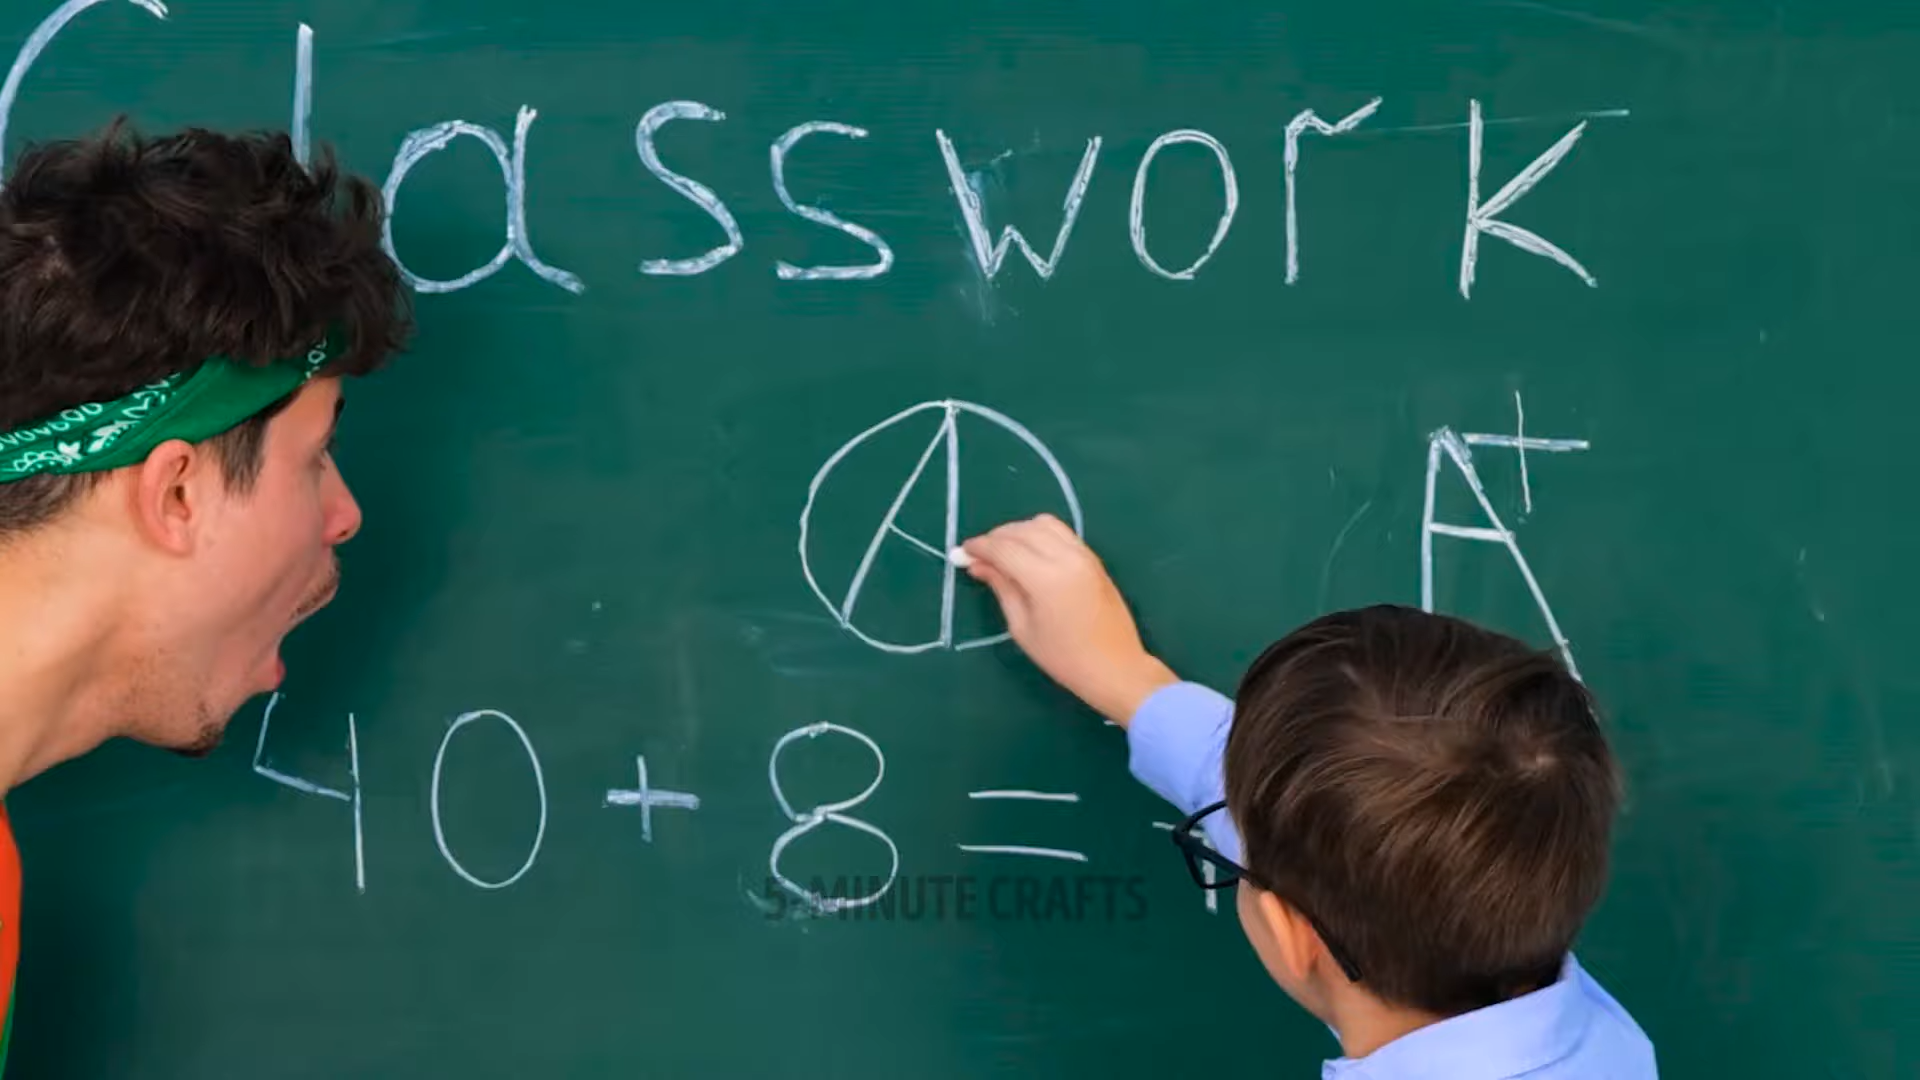 Classwork
A A+
40 + 8 =
5-MINUTE CRAFTS